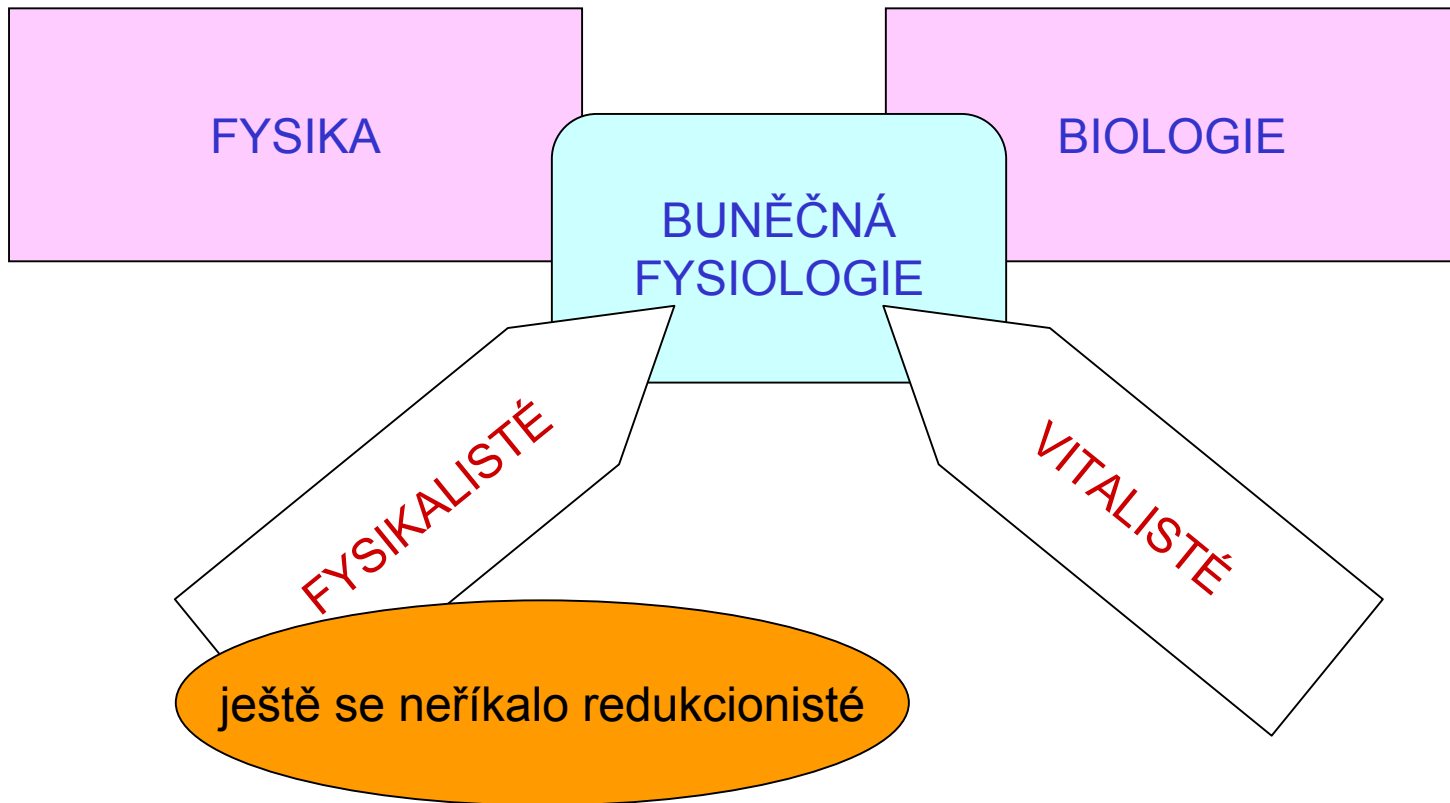 FYSIKA
BIOLOGIE
BUNĚČNÁ
FYSIOLOGIE
FYSIKALISTÉ
VITALISTÉ
ještě se neříkalo redukcionisté